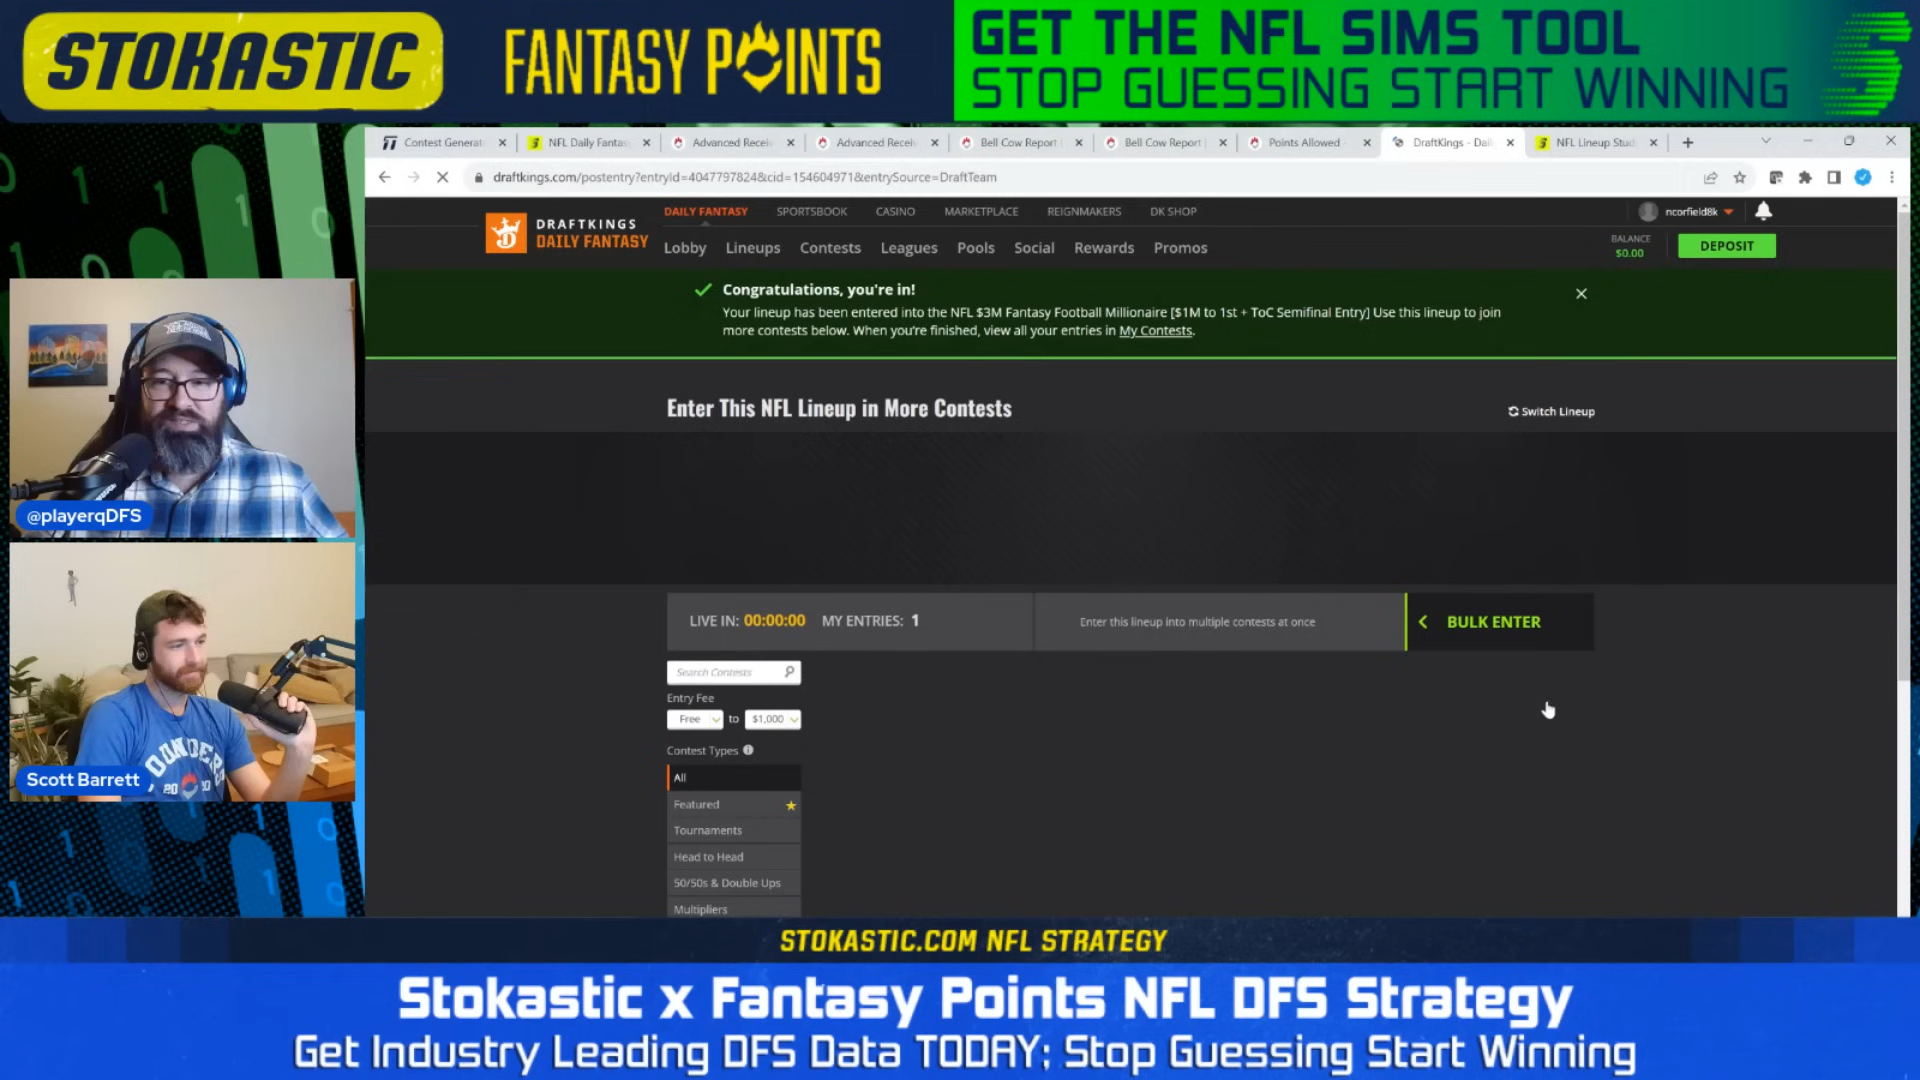 STOKASTIC
FANTASY POINTS
GET THE NFL SIMS TOOL
STOP GUESSING START WINNING
Contest Generat
NFL Daily Fantas
Advanced Recei
Advanced Recei
Bell Cow Report
Bell Cow Report
Points Allowed
DraftKings - Dail
NFL Lineup Stud
draftkings.com/postentry?entryId=4047797824&cid=154604971&entrySource=DraftTeam
DRAFTKINGS
DAILY FANTASY
DAILY FANTASY
SPORTSBOOK
CASINO
MARKETPLACE
REIGNMAKERS
DK SHOP
ncorfield8k
Lobby
Lineups
Contests
Leagues
Pools
Social
Rewards
Promos
BALANCE
$0.00
DEPOSIT
Congratulations, you're in!
Your lineup has been entered into the NFL $3M Fantasy Football Millionaire [$1M to 1st + ToC Semifinal Entry] Use this lineup to join
more contests below. When you're finished, view all your entries in My Contests.
Enter This NFL Lineup in More Contests
Switch Lineup
LIVE IN: 00:00:00 MY ENTRIES: 1
Enter this lineup into multiple contests at once
BULK ENTER
Search Contests
Entry Fee
Free to $1,000
Contest Types
All
Featured
Tournaments
Head to Head
50/50s & Double Ups
Multipliers
@playerqDFS
Scott Barrett
STOKASTIC.COM NFL STRATEGY
Stokastic x Fantasy Points NFL DFS Strategy
Get Industry Leading DFS Data TODAY; Stop Guessing Start Winning